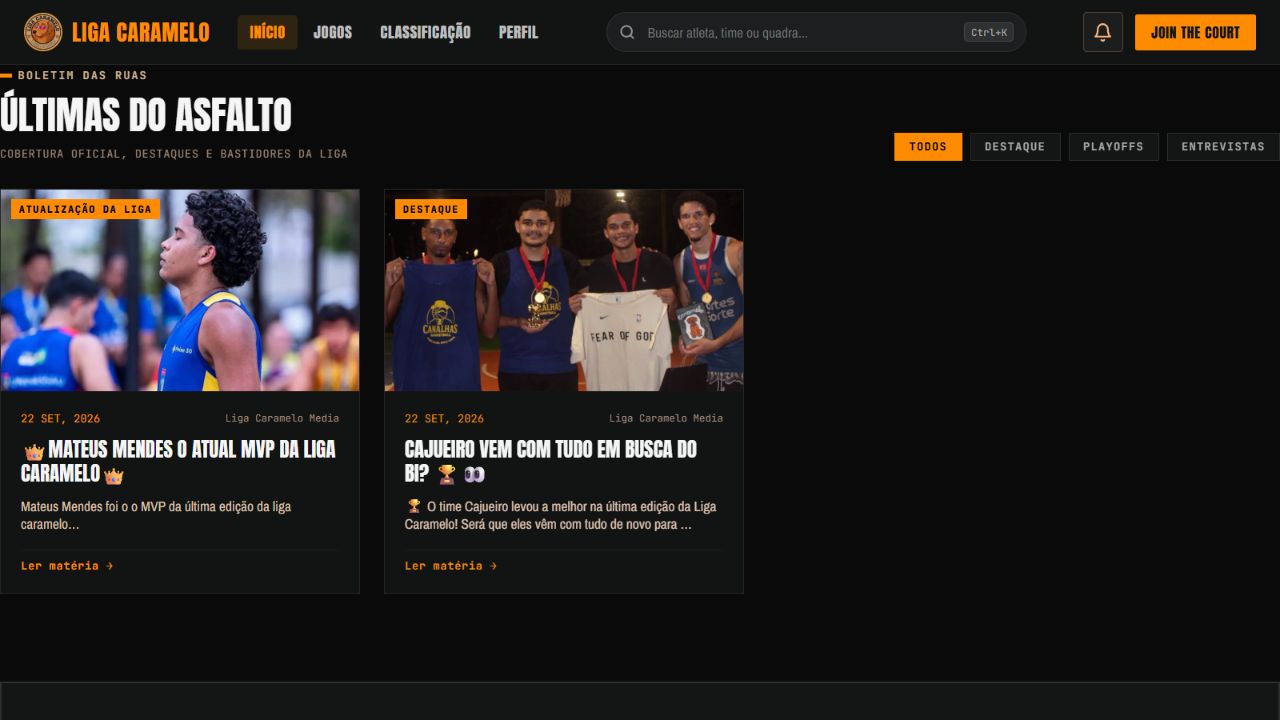 LIGA CARAMELO
INÍCIO
JOGOS
CLASSIFICAÇÃO
PERFIL
Buscar atleta, time ou quadra...
Ctrl+K
JOIN THE COURT
BOLETIM DAS RUAS
ÚLTIMAS DO ASFALTO
COBERTURA OFICIAL, DESTAQUES E BASTIDORES DA LIGA
TODOS
DESTAQUE
PLAYOFFS
ENTREVISTAS
ATUALIZAÇÃO DA LIGA
22 SET, 2026
Liga Caramelo Media
👑 MATEUS MENDES O ATUAL MVP DA LIGA
CARAMELO 👑
Mateus Mendes foi o o MVP da última edição da liga
caramelo...
Ler matéria →
DESTAQUE
CANALHAS
FEAR OF GOD
22 SET, 2026
Liga Caramelo Media
CAJUEIRO VEM COM TUDO EM BUSCA DO
BI? 🏆 👀
🏆 O time Cajueiro levou a melhor na última edição da Liga
Caramelo! Será que eles vêm com tudo de novo para ...
Ler matéria →